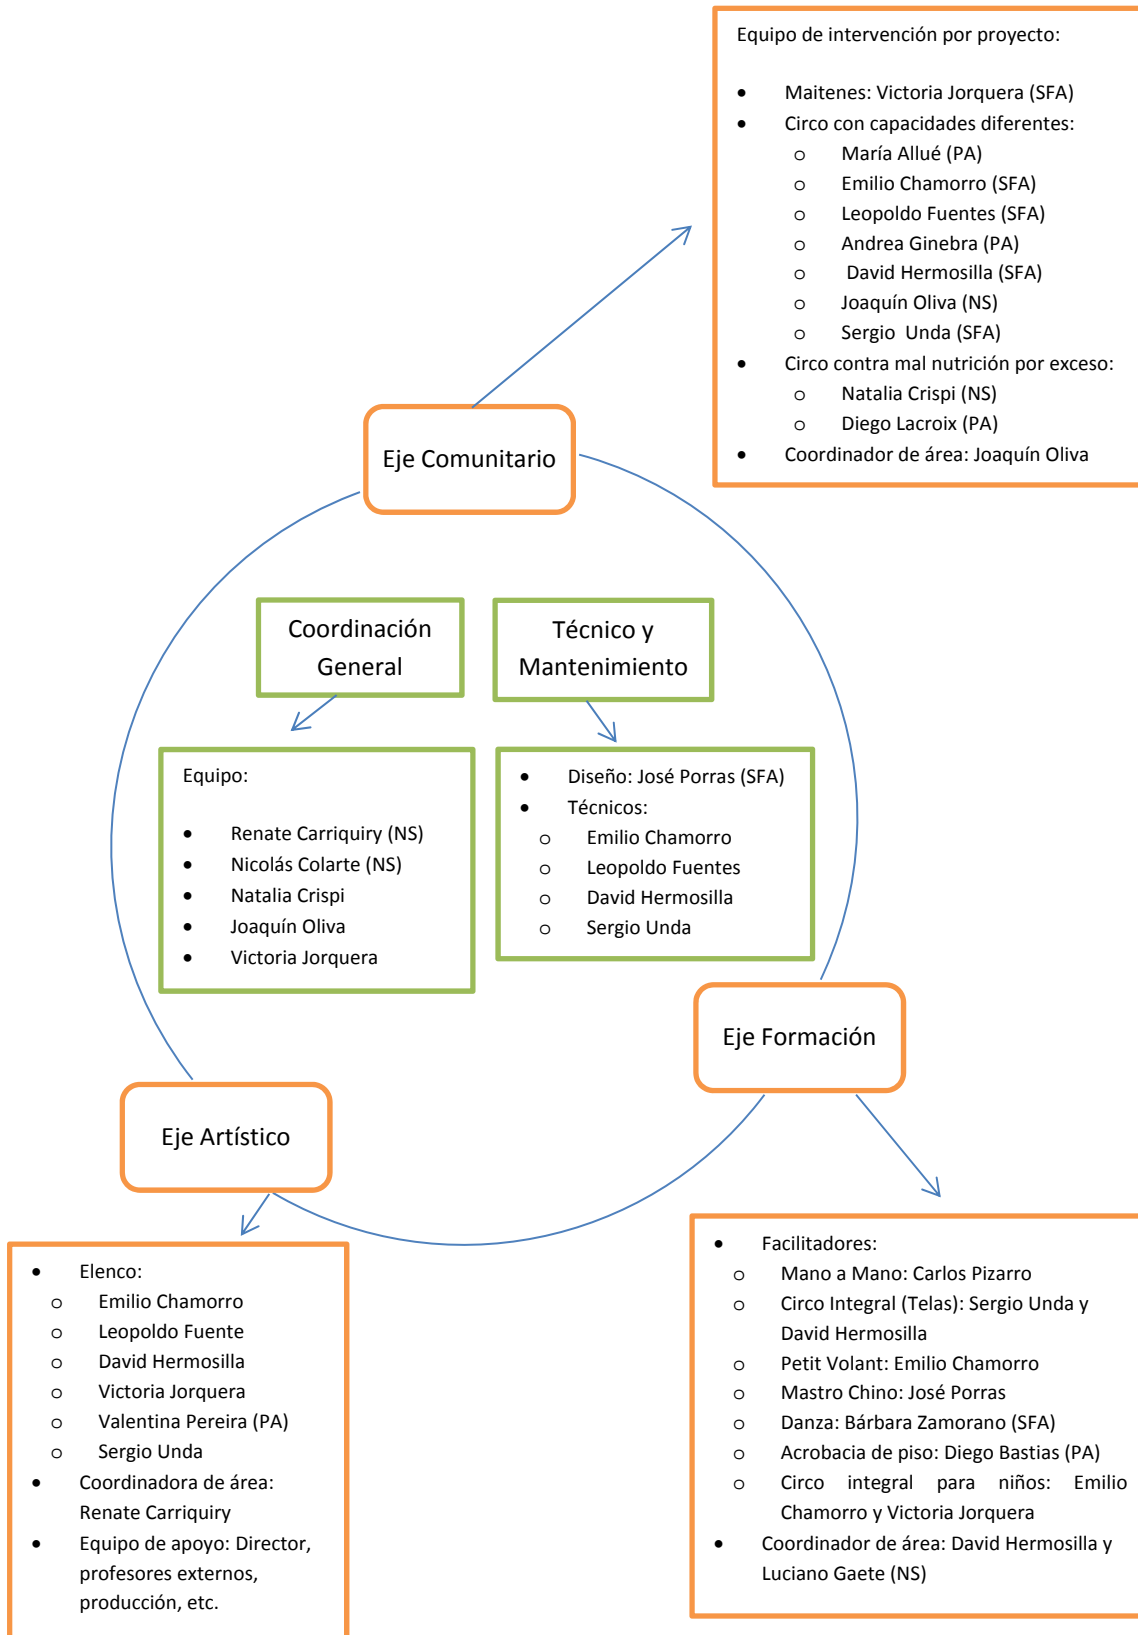 Equipo de intervención por proyecto:
• Maitenes: Victoria Jorquera (SFA)
• Circo con capacidades diferentes:
o María Allué (PA)
o Emilio Chamorro (SFA)
o Leopoldo Fuentes (SFA)
o Andrea Ginebra (PA)
o David Hermosilla (SFA)
o Joaquín Oliva (NS)
o Sergio Unda (SFA)
• Circo contra mal nutrición por exceso:
o Natalia Crispi (NS)
o Diego Lacroix (PA)
• Coordinador de área: Joaquín Oliva
Eje Comunitario
Coordinación
General
Técnico y
Mantenimiento
Equipo:
• Renate Carriquiry (NS)
• Nicolás Colarte (NS)
• Natalia Crispi
• Joaquín Oliva
• Victoria Jorquera
• Diseño: José Porras (SFA)
• Técnicos:
o Emilio Chamorro
o Leopoldo Fuentes
o David Hermosilla
o Sergio Unda
Eje Formación
Eje Artístico
• Elenco:
o Emilio Chamorro
o Leopoldo Fuente
o David Hermosilla
o Victoria Jorquera
o Valentina Pereira (PA)
o Sergio Unda
• Coordinadora de área:
Renate Carriquiry
• Equipo de apoyo: Director,
profesores externos,
producción, etc.
• Facilitadores:
o Mano a Mano: Carlos Pizarro
o Circo Integral (Telas): Sergio Unda y
David Hermosilla
o Petit Volant: Emilio Chamorro
o Mastro Chino: José Porras
o Danza: Bárbara Zamorano (SFA)
o Acrobacia de piso: Diego Bastias (PA)
o Circo integral para niños: Emilio
Chamorro y Victoria Jorquera
• Coordinador de área: David Hermosilla y
Luciano Gaete (NS)